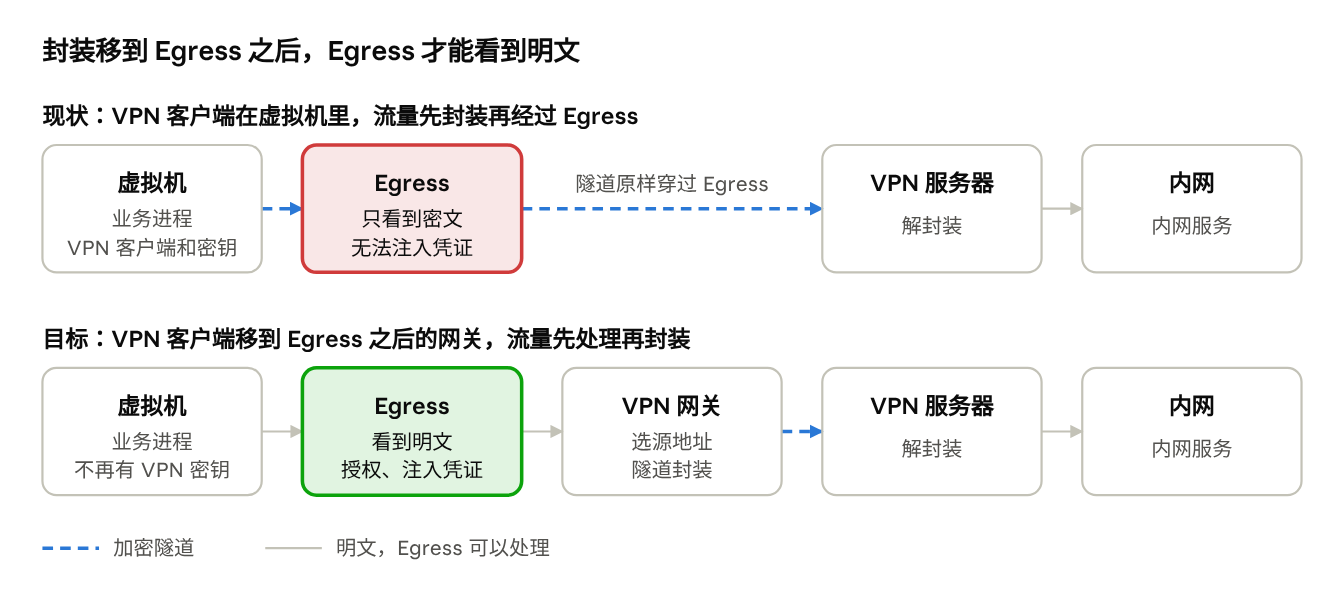 封装移到 Egress 之后，Egress 才能看到明文
现状：VPN 客户端在虚拟机里，流量先封装再经过 Egress
虚拟机
业务进程
VPN 客户端和密钥
Egress
只看到密文
无法注入凭证
隧道原样穿过 Egress
VPN 服务器
解封装
内网
内网服务
目标：VPN 客户端移到 Egress 之后的网关，流量先处理再封装
虚拟机
业务进程
不再有 VPN 密钥
Egress
看到明文
授权、注入凭证
VPN 网关
选源地址
隧道封装
VPN 服务器
解封装
内网
内网服务
加密隧道
明文，Egress 可以处理